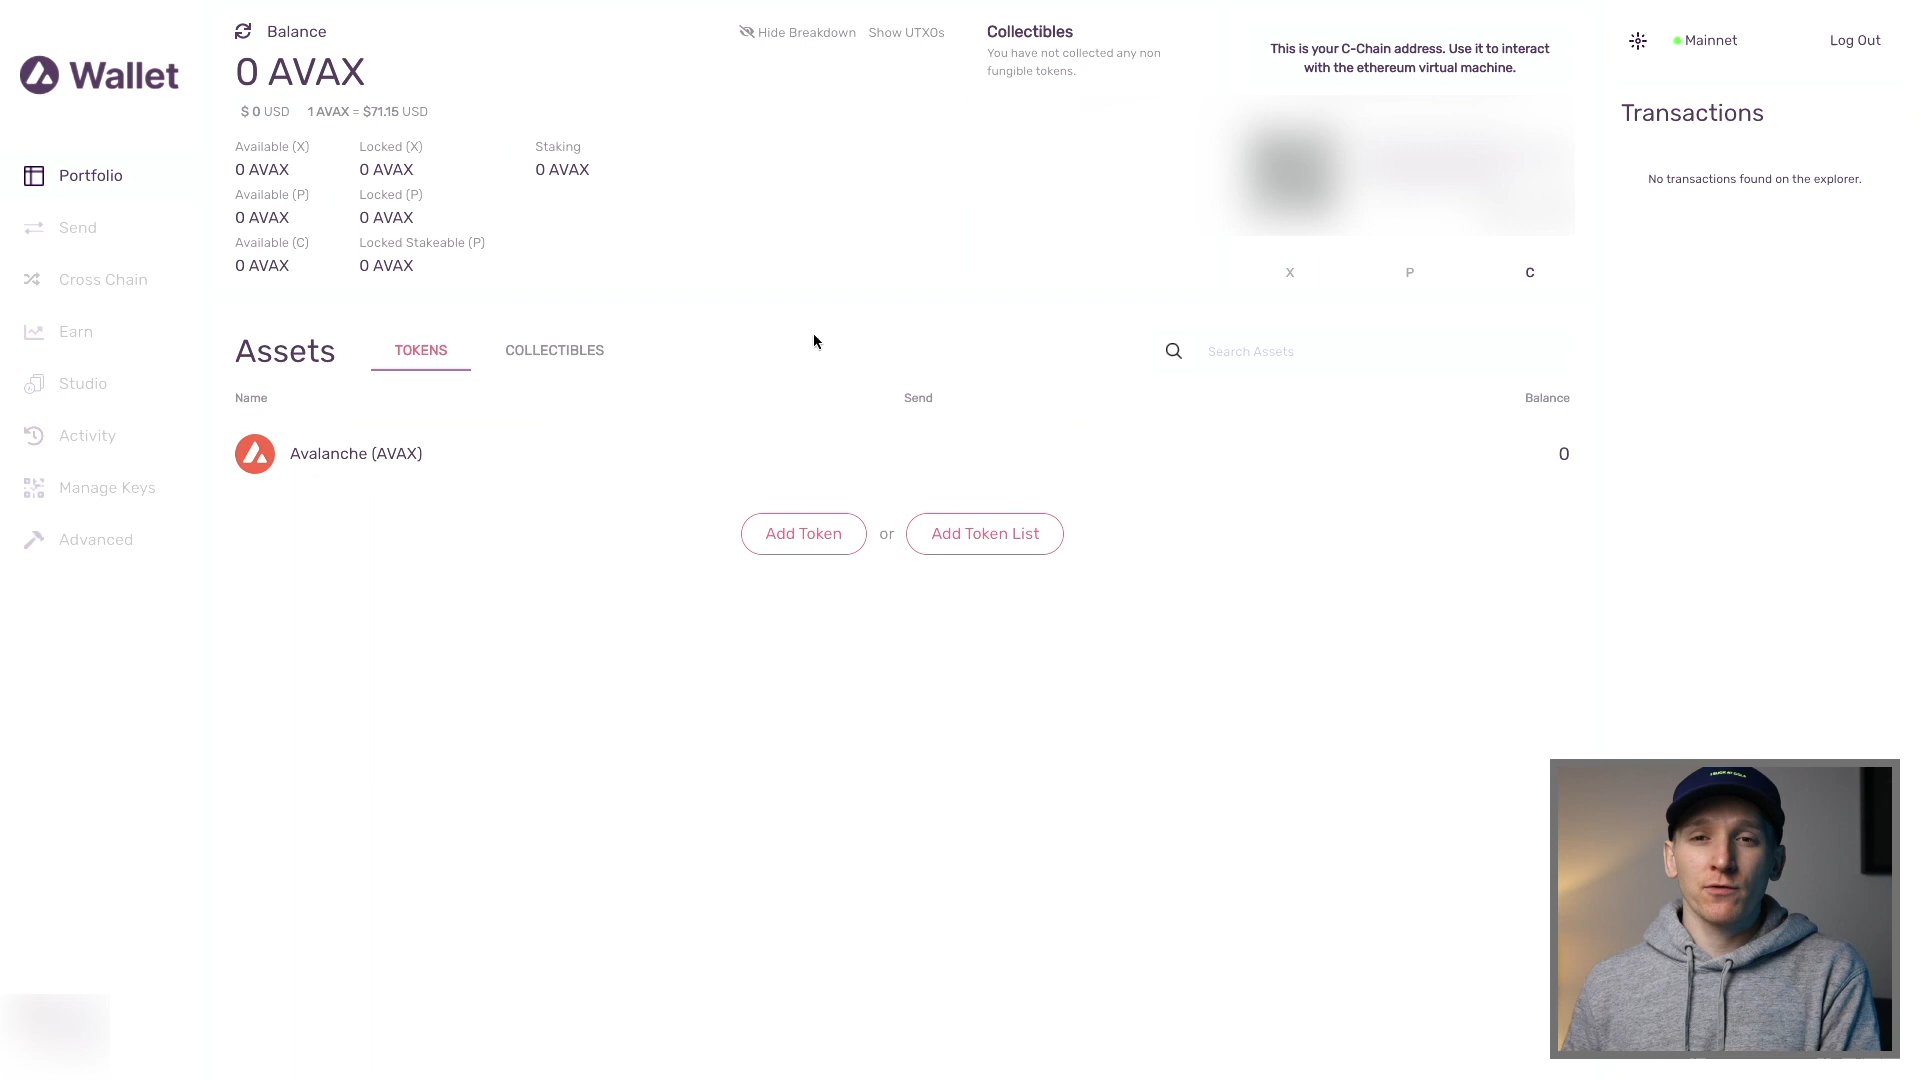 Wallet
Portfolio
Send
Cross Chain
Earn
Studio
Activity
Manage Keys
Advanced
Balance
Hide Breakdown Show UTXOs
0 AVAX
$ 0 USD 1 AVAX = $71.15 USD
Available (X) Locked (X) Staking
0 AVAX 0 AVAX 0 AVAX
Available (P) Locked (P)
0 AVAX 0 AVAX
Available (C) Locked Stakeable (P)
0 AVAX 0 AVAX
Collectibles
You have not collected any non
fungible tokens.
This is your C-Chain address. Use it to interact
with the ethereum virtual machine.
X P C
Mainnet Log Out
Transactions
No transactions found on the explorer.
Assets TOKENS COLLECTIBLES Search Assets
Name Send Balance
Avalanche (AVAX) 0
Add Token or Add Token List